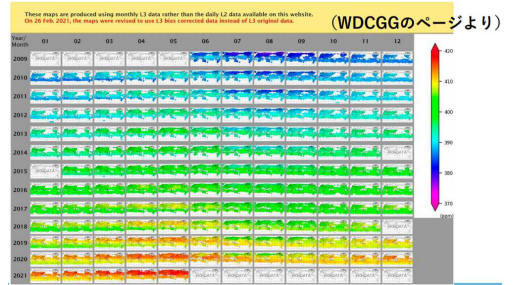 These maps are produced using monthly L3 data rather than the daily L2 data available on this website.
On 26 Feb. 2021, the maps were revised to use L3 bias corrected data instead of L3 original data.
(WDCGGのページより)
Year/
Month
01 02 03 04 05 06 07 08 09 10 11 12
2009
2010
2011
2012
2013
2014
2015
2016
2017
2018
2019
2020
2021
420
410
400
390
380
370
(ppm)